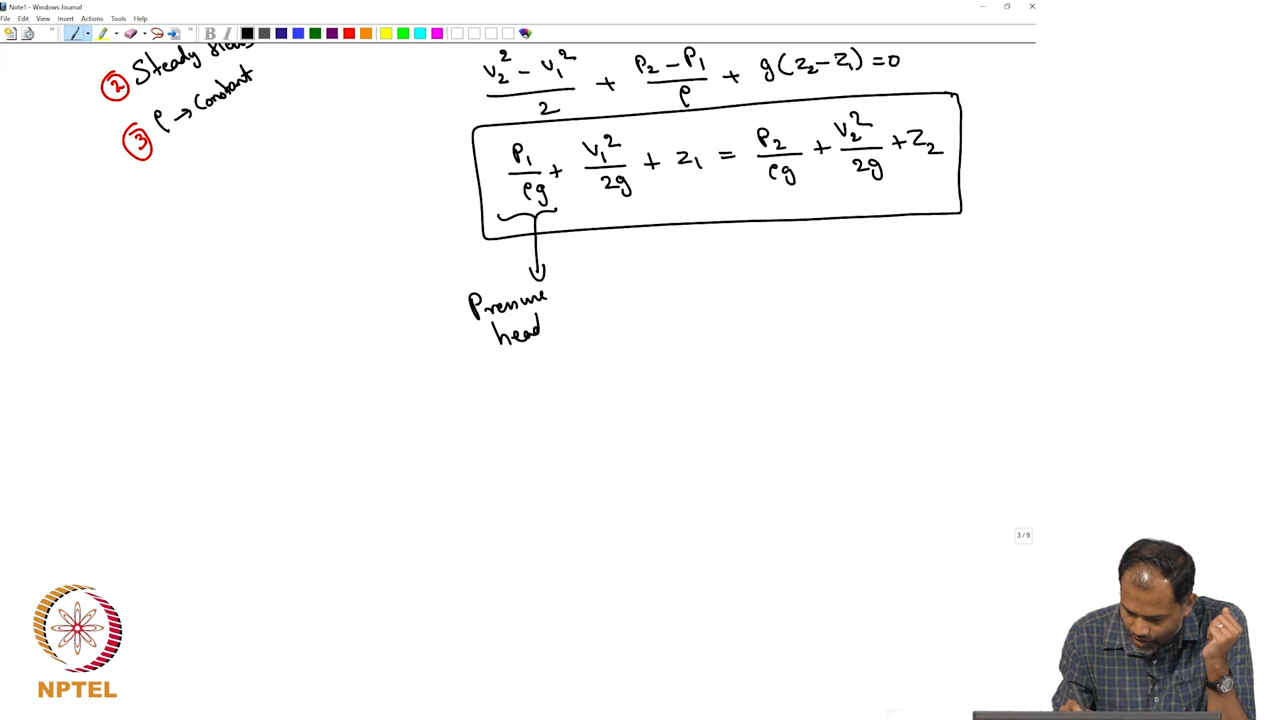 Note1 - Windows Journal
File Edit View Insert Actions Tools Help
B I
② Steady
③ ρ → Constant
(v₂² - v₁²)/2 + (P₂ - P₁)/ρ + g(z₂ - z₁) = 0
P₁/ρg + v₁²/2g + z₁ = P₂/ρg + v₂²/2g + z₂
Pressure
head
3 / 9
NPTEL